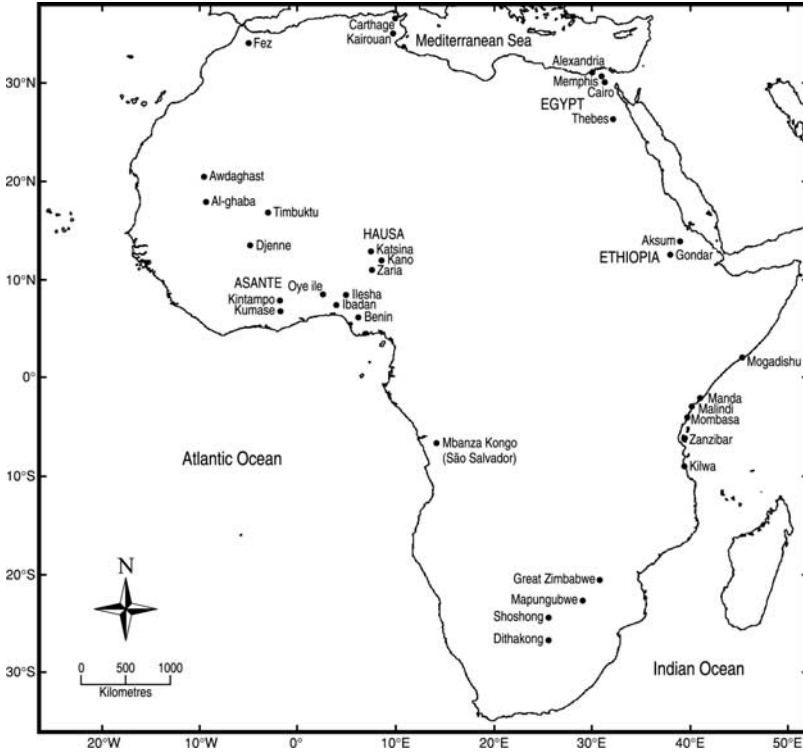 Carthage
Kairouan
Mediterranean Sea
Fez
Alexandria
Memphis
Cairo
EGYPT
Thebes
30°N
20°N
Awdaghast
Al-ghaba
Timbuktu
Djenne
HAUSA
Katsina
Kano
Zaria
Aksum
ETHIOPIA
Gondar
10°N
ASANTE
Oye ile
Ilesha
Kintampo
Ibadan
Kumase
Benin
Mogadishu
0°
Manda
Malindi
Mombasa
Zanzibar
Mbanza Kongo
(São Salvador)
Atlantic Ocean
Kilwa
10°S
N
20°S
Great Zimbabwe
Mapungubwe
Shoshong
Dithakong
0 500 1000
Kilometres
Indian Ocean
30°S
20°W 10°W 0° 10°E 20°E 30°E 40°E 50°E